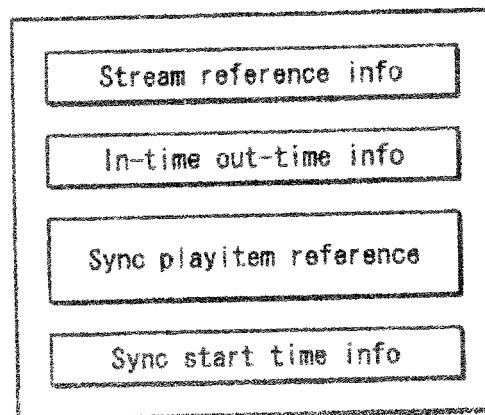 Stream reference info
In-time out-time info
Sync playitem reference
Sync start time info